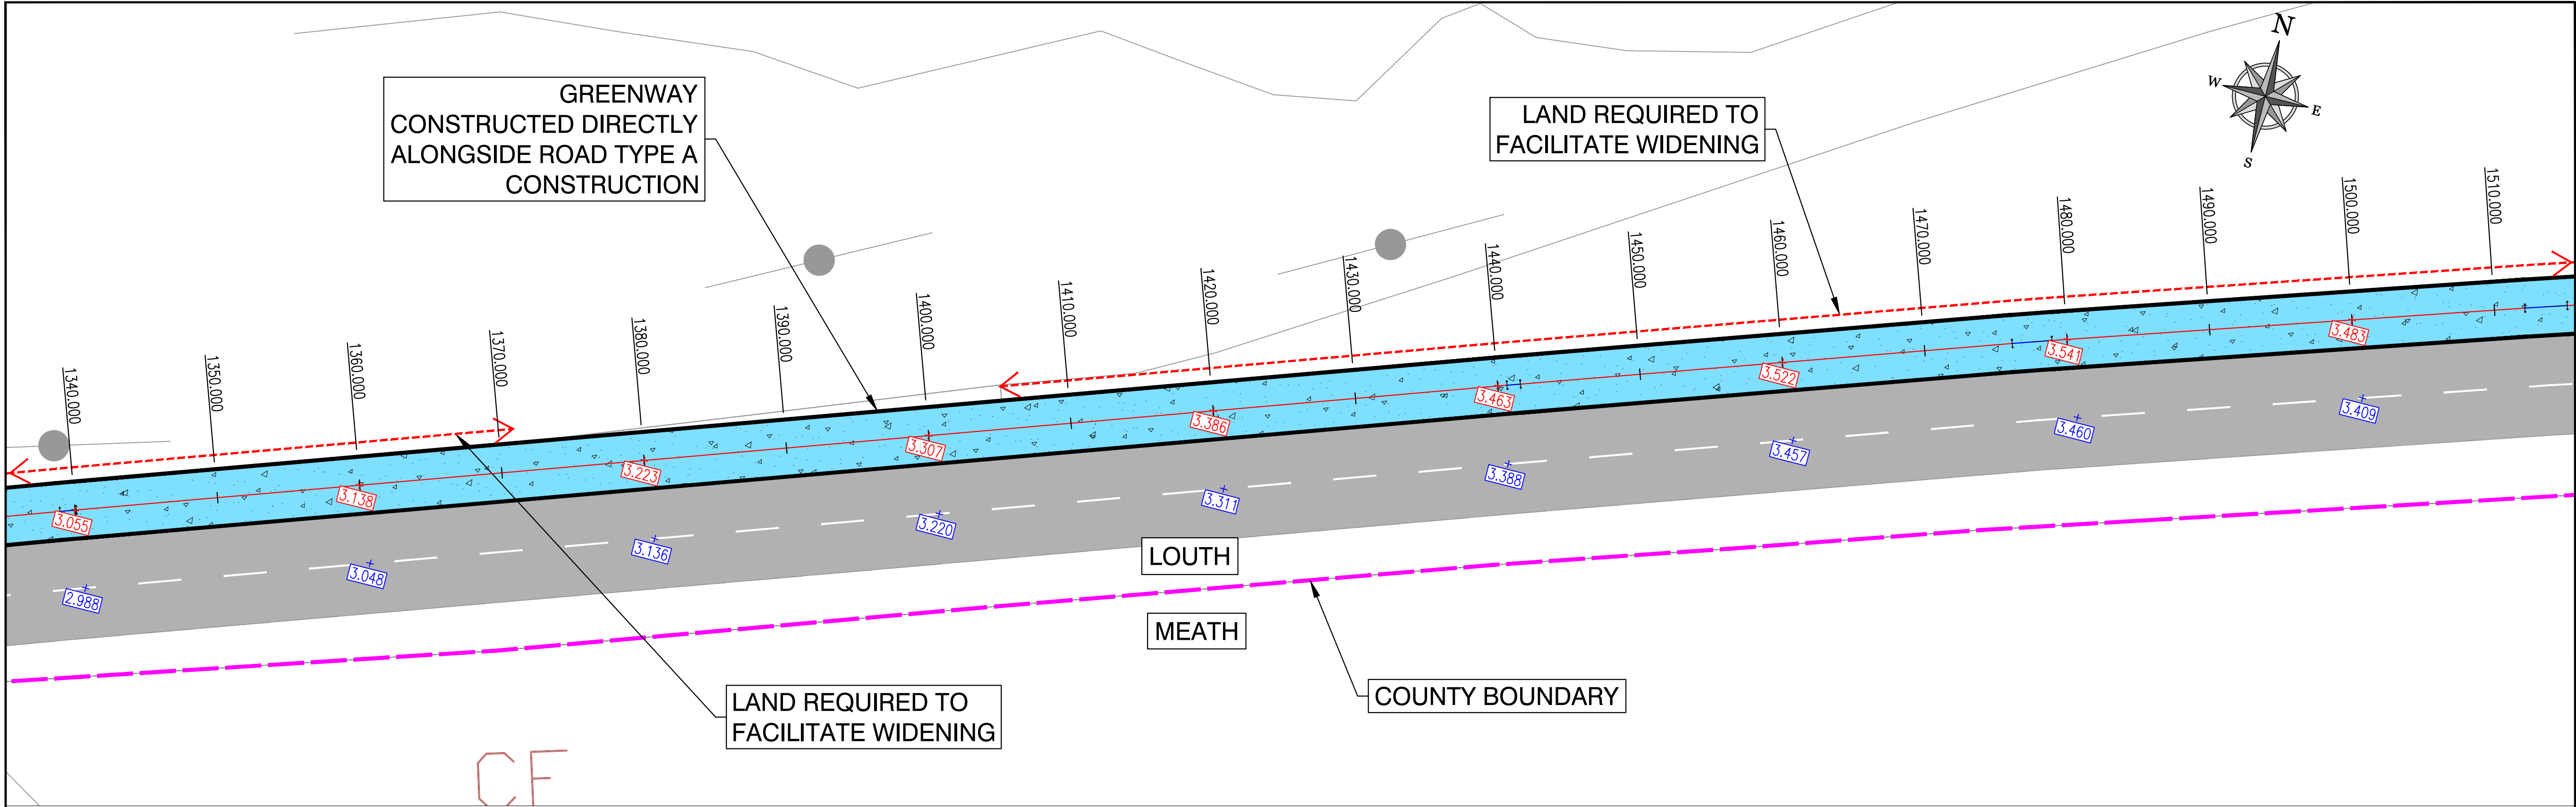 N
W
E
S
GREENWAY
CONSTRUCTED DIRECTLY
ALONGSIDE ROAD TYPE A
CONSTRUCTION
LAND REQUIRED TO
FACILITATE WIDENING
1340.000
1350.000
1360.000
1370.000
1380.000
1390.000
1400.000
1410.000
1420.000
1430.000
1440.000
1450.000
1460.000
1470.000
1480.000
1490.000
1500.000
1510.000
3.055
3.138
3.223
3.307
3.386
3.463
3.522
3.541
3.483
2.988
3.048
3.136
3.220
3.311
3.388
3.457
3.460
3.409
LOUTH
MEATH
LAND REQUIRED TO
FACILITATE WIDENING
COUNTY BOUNDARY
CF